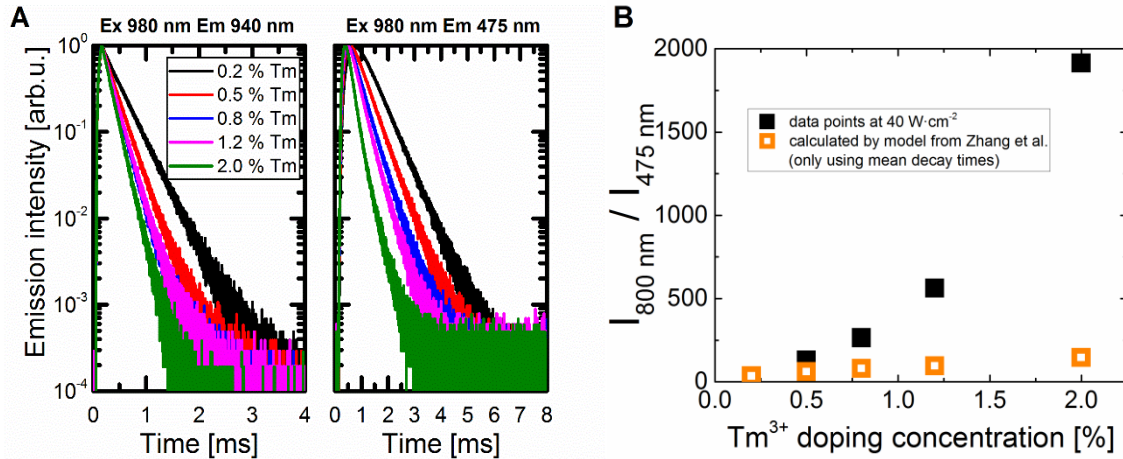 A
Ex 980 nm Em 940 nm
Ex 980 nm Em 475 nm
Emission intensity [arb.u.]
10⁰
10⁻¹
10⁻²
10⁻³
10⁻⁴
0.2 % Tm
0.5 % Tm
0.8 % Tm
1.2 % Tm
2.0 % Tm
0 1 2 3 4
0 1 2 3 4 5 6 7 8
Time [ms]
Time [ms]
B
I800 nm / I475 nm
2000
1500
1000
500
0
data points at 40 W·cm⁻²
calculated by model from Zhang et al.
(only using mean decay times)
0.0 0.5 1.0 1.5 2.0
Tm³⁺ doping concentration [%]